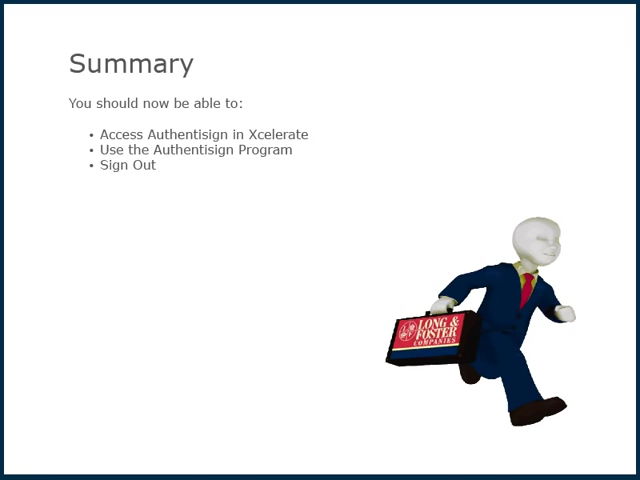 Summary
You should now be able to:
• Access Authentisign in Xcelerate
• Use the Authentisign Program
• Sign Out
LONG &
FOSTER
COMPANIES